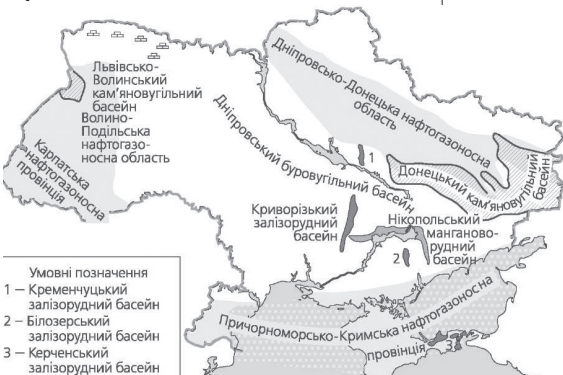 Львівсько-
Волинський
кам’яновугільний
басейн
Волино-
Подільська
нафтогазо-
носна область
Карпатська
нафтогазоносна
провінція
Дніпровсько-Донецька нафтогазоносна
область
Дніпровський буровугільний басейн
1
Донецький кам’яновугільний
басейн
Криворізький
залізорудний
басейн
Нікопольський
манганово-
рудний
басейн
2
Причорноморсько-Кримська нафтогазоносна
провінція
3
Умовні позначення
1 – Кременчуцький
залізорудний басейн
2 – Білозерський
залізорудний басейн
3 – Керченський
залізорудний басейн